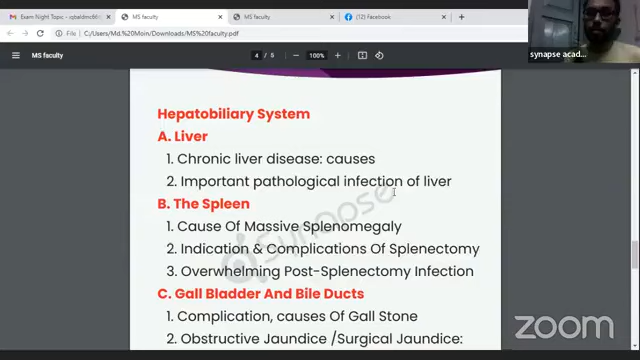 Exam Night Topic -
MS faculty
MS faculty
(12) Facebook
C:/Users/Md.%20Moin/Downloads/MS%20faculty.pdf
MS faculty
4 / 5
100%
synapse acad...
Hepatobiliary System
A. Liver
1. Chronic liver disease: causes
2. Important pathological infection of liver
B. The Spleen
1. Cause Of Massive Splenomegaly
2. Indication & Complications Of Splenectomy
3. Overwhelming Post-Splenectomy Infection
C. Gall Bladder And Bile Ducts
1. Complication, causes Of Gall Stone
2. Obstructive Jaundice /Surgical Jaundice:
Synapse
zoom